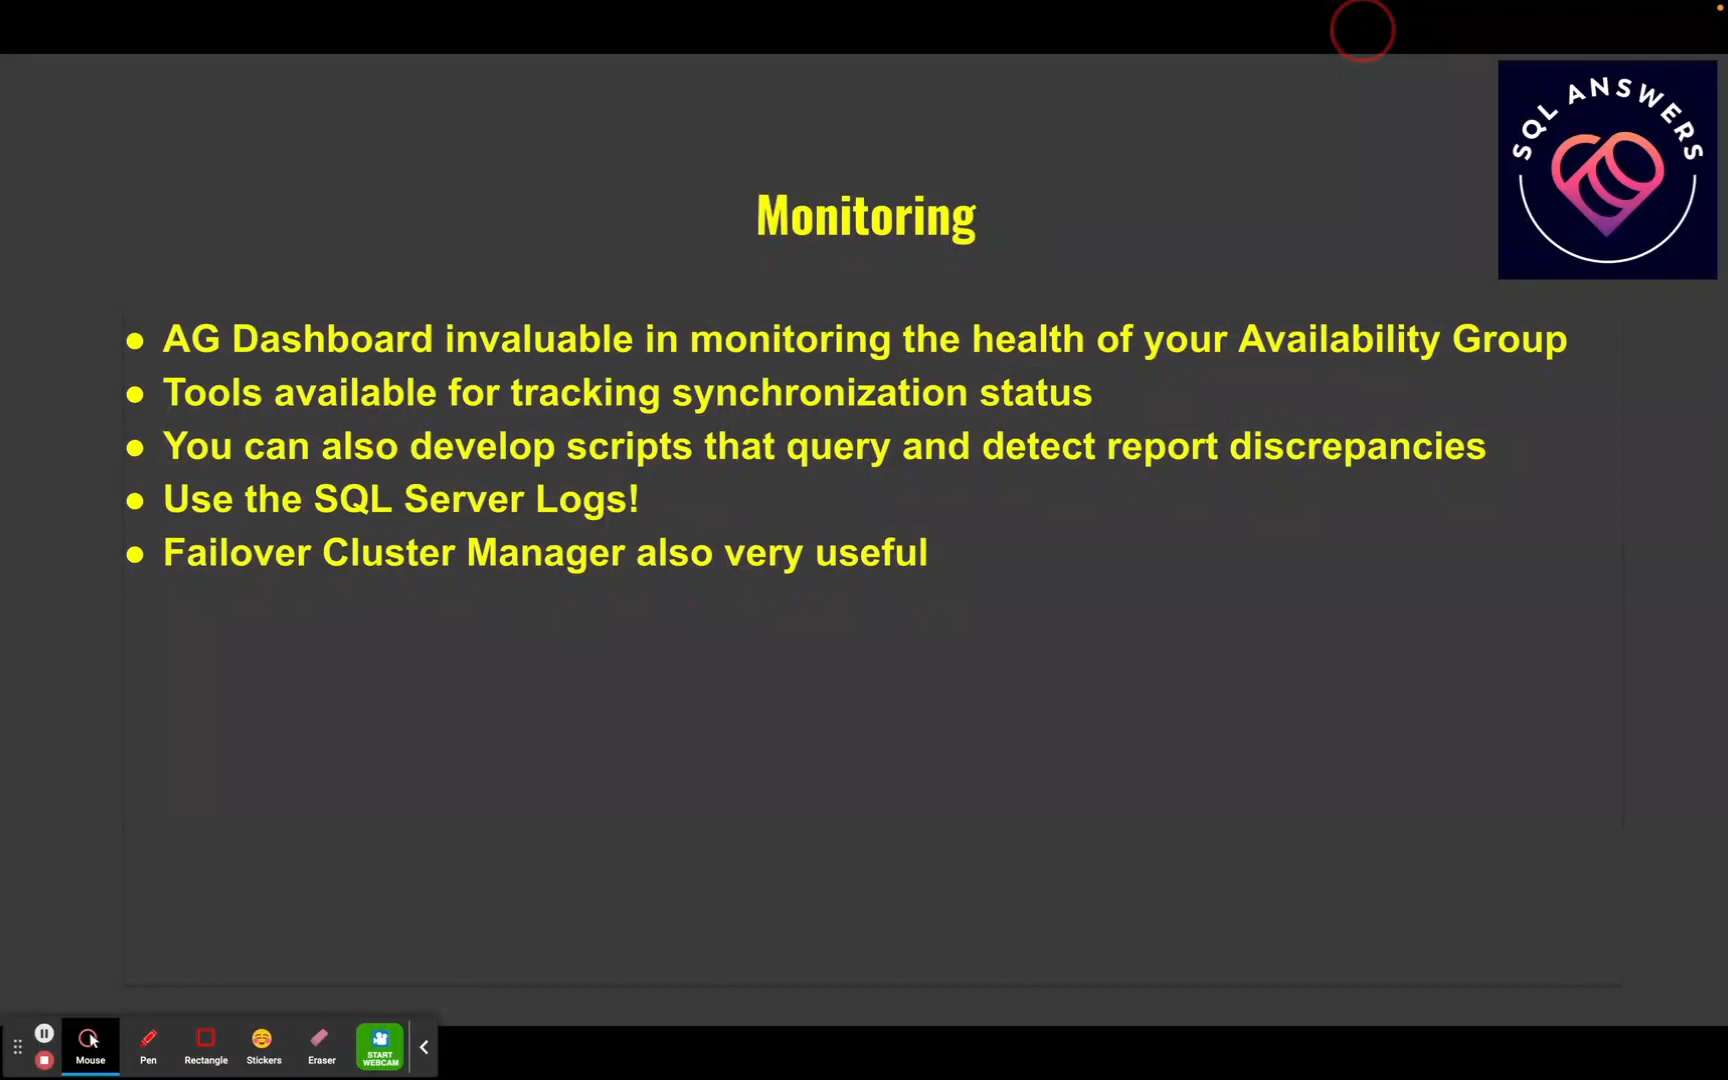 SQL ANSWERS
Monitoring
● AG Dashboard invaluable in monitoring the health of your Availability Group
● Tools available for tracking synchronization status
● You can also develop scripts that query and detect report discrepancies
● Use the SQL Server Logs!
● Failover Cluster Manager also very useful
Mouse
Pen
Rectangle
Stickers
Eraser
START
WEBCAM